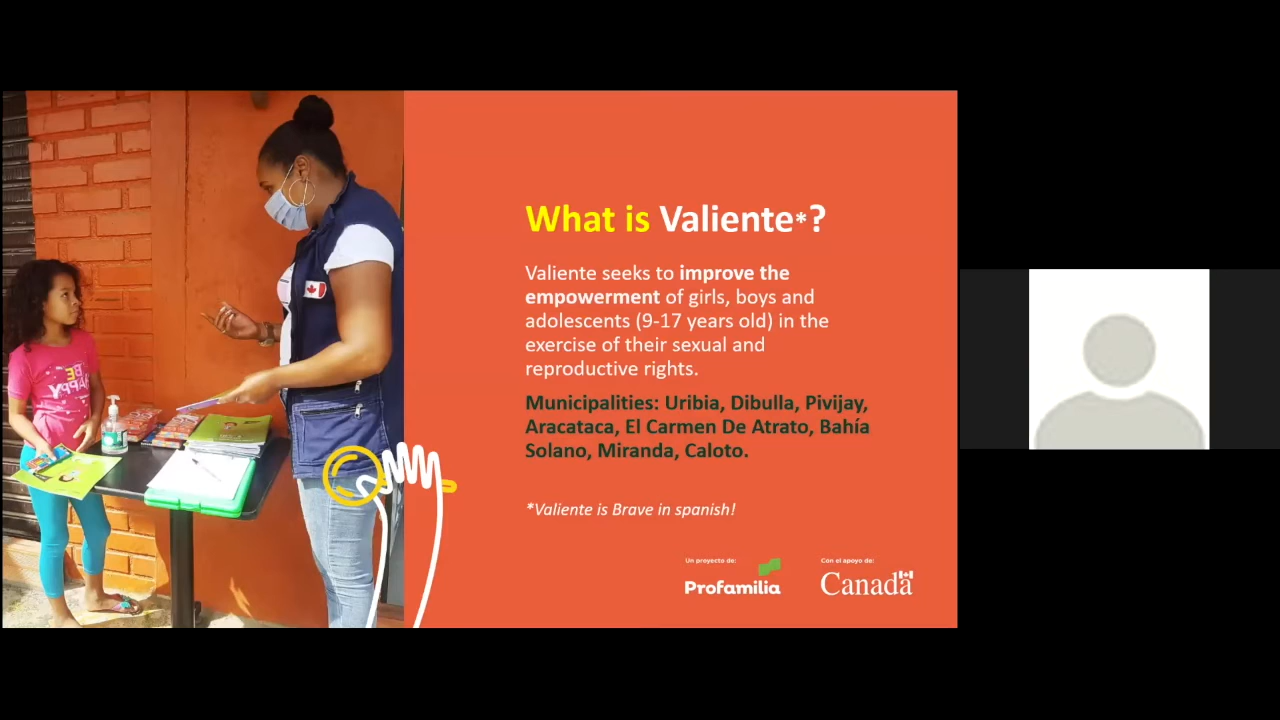 What is Valiente*?
Valiente seeks to improve the
empowerment of girls, boys and
adolescents (9-17 years old) in the
exercise of their sexual and
reproductive rights.
Municipalities: Uribia, Dibulla, Pivijay,
Aracataca, El Carmen De Atrato, Bahía
Solano, Miranda, Caloto.
*Valiente is Brave in spanish!
Un proyecto de:
Profamilia
Con el apoyo de:
Canada
BE
HAPPY